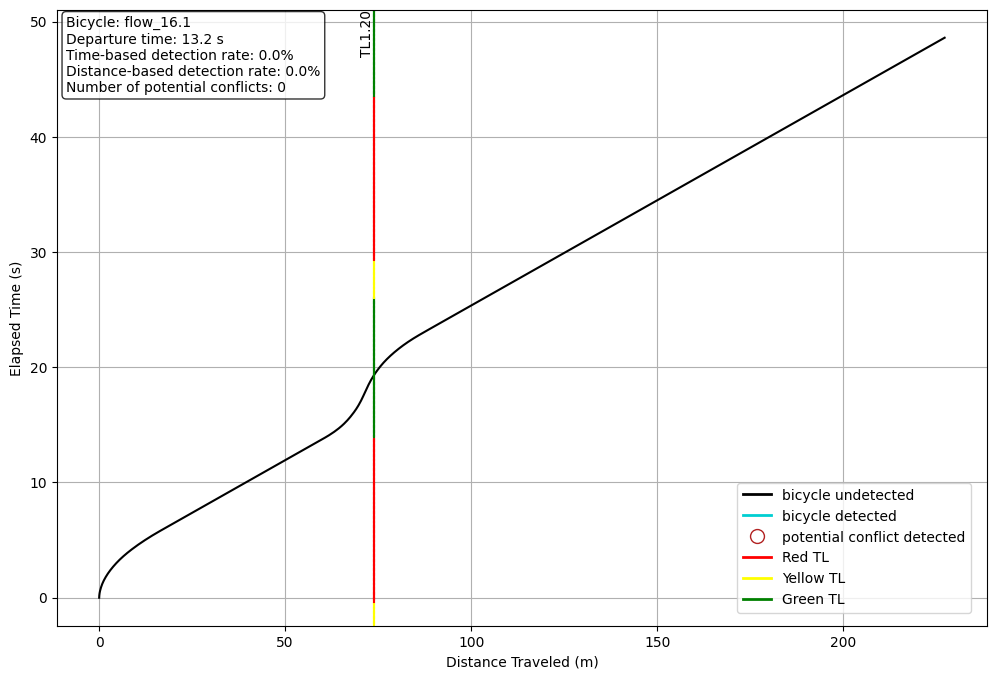 Bicycle: flow_16.1
Departure time: 13.2 s
Time-based detection rate: 0.0%
Distance-based detection rate: 0.0%
Number of potential conflicts: 0
TL1.20
50
40
30
20
10
0
Elapsed Time (s)
bicycle undetected
bicycle detected
potential conflict detected
Red TL
Yellow TL
Green TL
0 50 100 150 200
Distance Traveled (m)